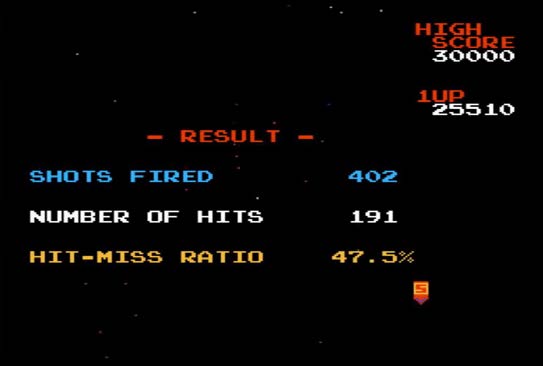 HIGH
SCORE
30000
1UP
25510
- RESULT -
SHOTS FIRED 402
NUMBER OF HITS 191
HIT-MISS RATIO 47.5%
5